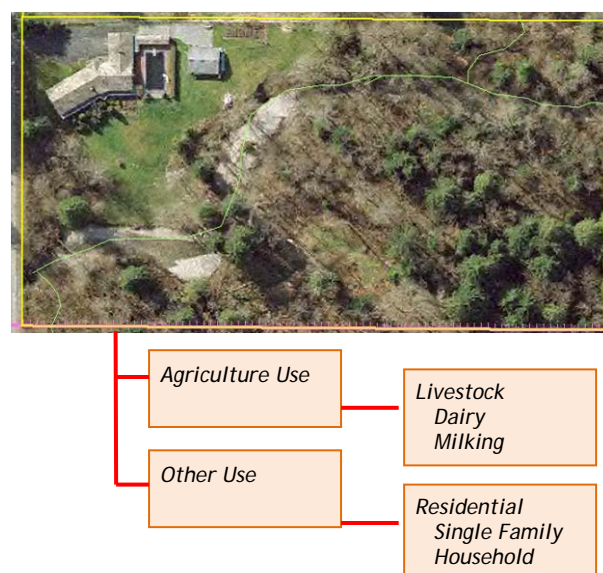 Agriculture Use
Livestock
Dairy
Milking
Other Use
Residential
Single Family
Household